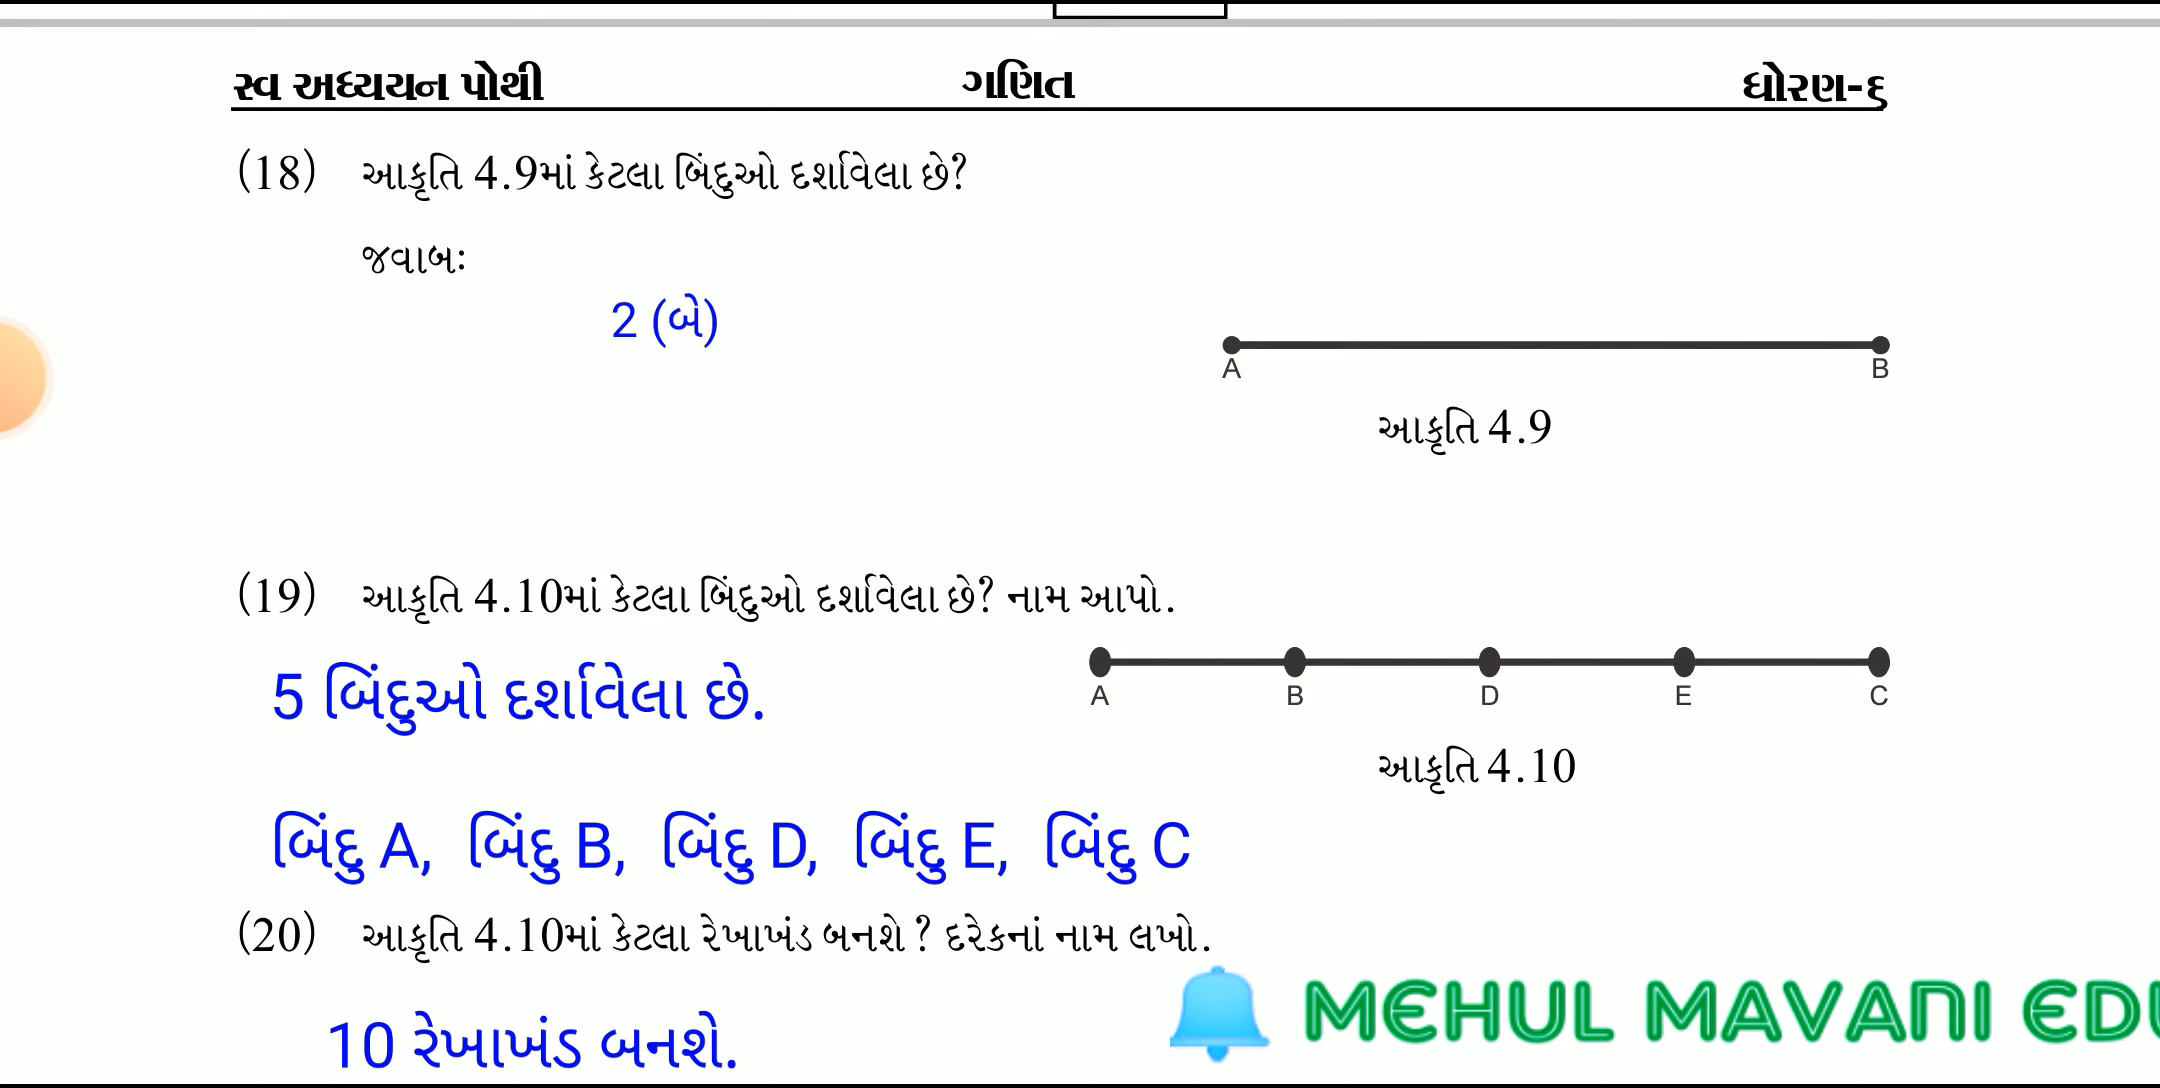 સ્વ અધ્યયન પોથી ગણિત ધોરણ-૬
(18) આકૃતિ 4.9માં કેટલા બિંદુઓ દર્શાવેલા છે?
જવાબઃ
2 (બે)
A B
આકૃતિ 4.9
(19) આકૃતિ 4.10માં કેટલા બિંદુઓ દર્શાવેલા છે? નામ આપો.
5 બિંદુઓ દર્શાવેલા છે.
A B D E C
આકૃતિ 4.10
બિંદુ A, બિંદુ B, બિંદુ D, બિંદુ E, બિંદુ C
(20) આકૃતિ 4.10માં કેટલા રેખાખંડ બનશે ? દરેકનાં નામ લખો.
MEHUL MAVANI
10 રેખાખંડ બનશે.